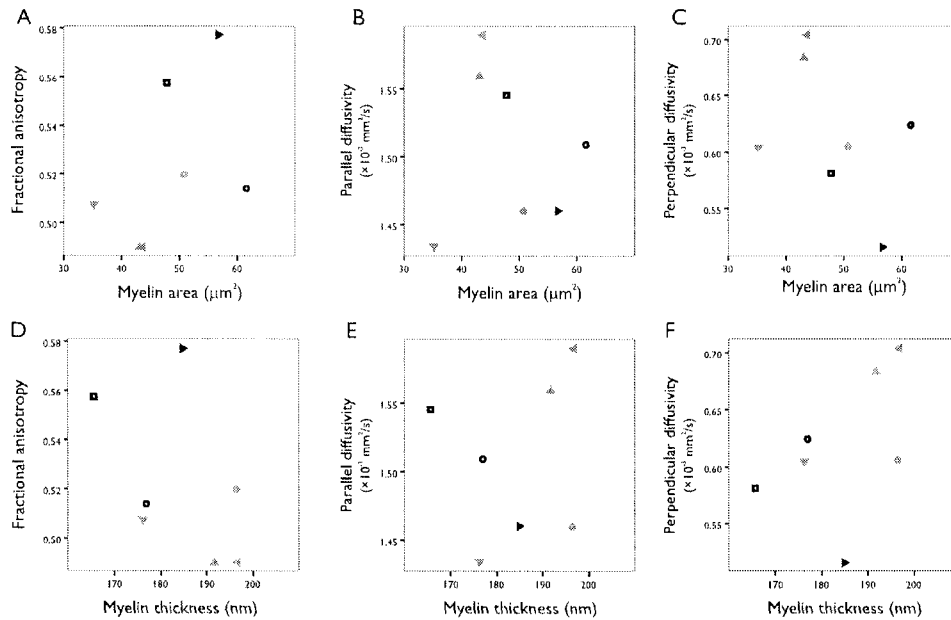 A
B
C
0.58
0.56
0.54
0.52
0.50
Fractional anisotropy
30
40
50
60
Myelin area (μm²)
1.55
1.50
1.45
Parallel diffusivity
(×10⁻³ mm²/s)
30
40
50
60
Myelin area (μm²)
0.70
0.65
0.60
0.55
Perpendicular diffusivity
(×10⁻³ mm²/s)
30
40
50
60
Myelin area (μm²)
D
E
F
0.58
0.56
0.54
0.52
0.50
Fractional anisotropy
170
180
190
200
Myelin thickness (nm)
1.55
1.50
1.45
Parallel diffusivity
(×10⁻³ mm²/s)
170
180
190
200
Myelin thickness (nm)
0.70
0.65
0.60
0.55
Perpendicular diffusivity
(×10⁻³ mm²/s)
170
180
190
200
Myelin thickness (nm)